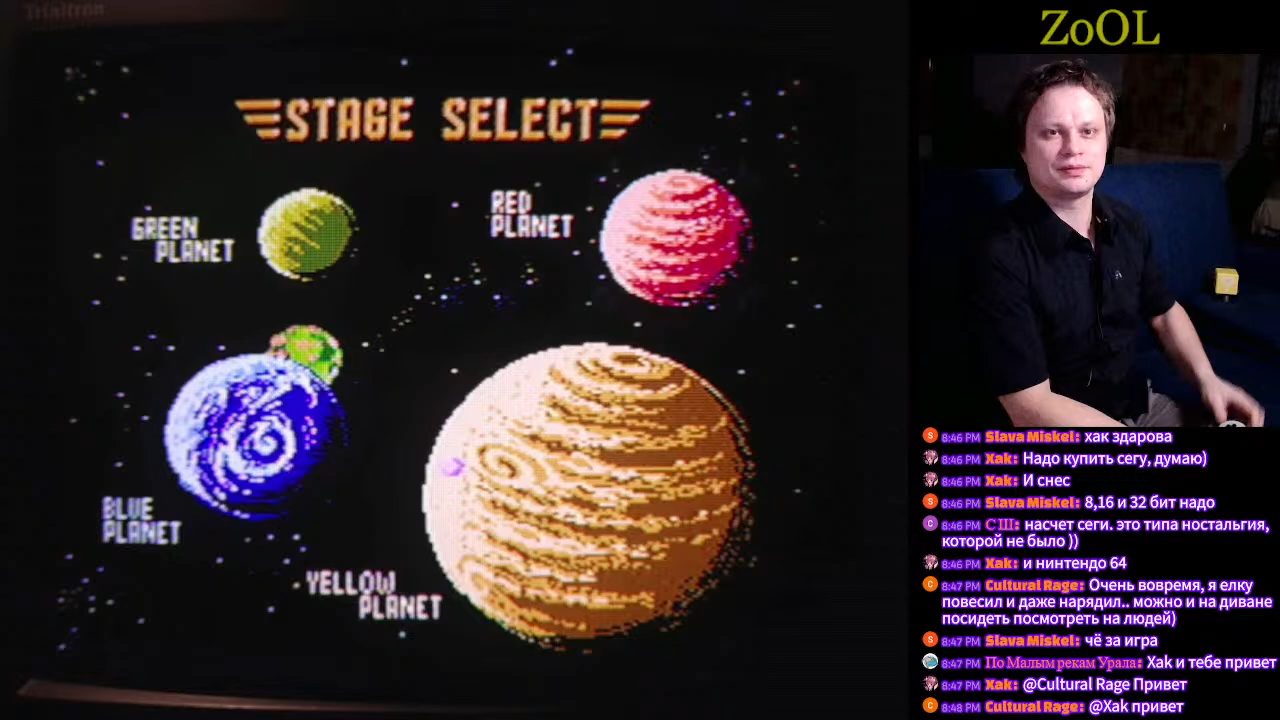 Trinitron
ZoOL
STAGE SELECT
GREEN
PLANET
RED
PLANET
BLUE
PLANET
YELLOW
PLANET
S 8:46 PM Slava Miskel: хак здарова
8:46 PM Xak: Надо купить сегу, думаю)
8:46 PM Xak: И снес
S 8:46 PM Slava Miskel: 8,16 и 32 бит надо
С 8:46 PM С Ш: насчет сеги. это типа ностальгия,
которой не было ))
8:46 PM Xak: и нинтендо 64
C 8:47 PM Cultural Rage: Очень вовремя, я елку
повесил и даже нарядил.. можно и на диване
посидеть посмотреть на людей)
S 8:47 PM Slava Miskel: чё за игра
8:47 PM По Малым рекам Урала: Xak и тебе привет
8:47 PM Xak: @Cultural Rage Привет
C 8:48 PM Cultural Rage: @Xak привет